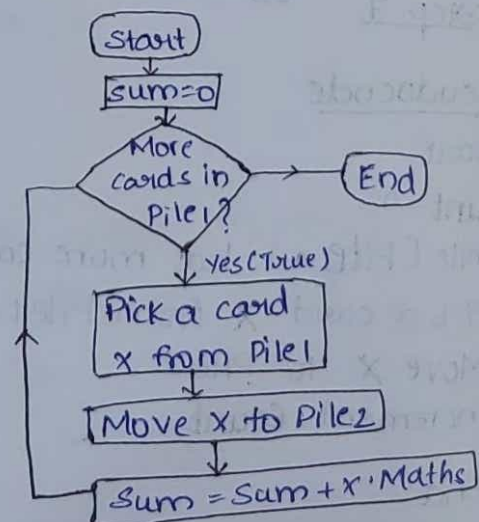 Start
sum=0
More
cards in
Pile1?
End
Yes(True)
Pick a card
x from Pile1
Move x to Pile2
Sum = Sum + x.Maths